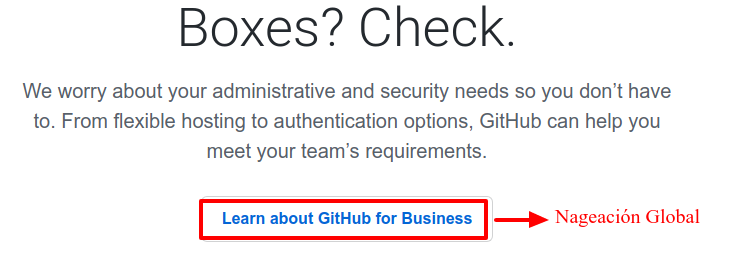 Boxes? Check.
We worry about your administrative and security needs so you don’t have
to. From flexible hosting to authentication options, GitHub can help you
meet your team’s requirements.
Learn about GitHub for Business
Nageación Global